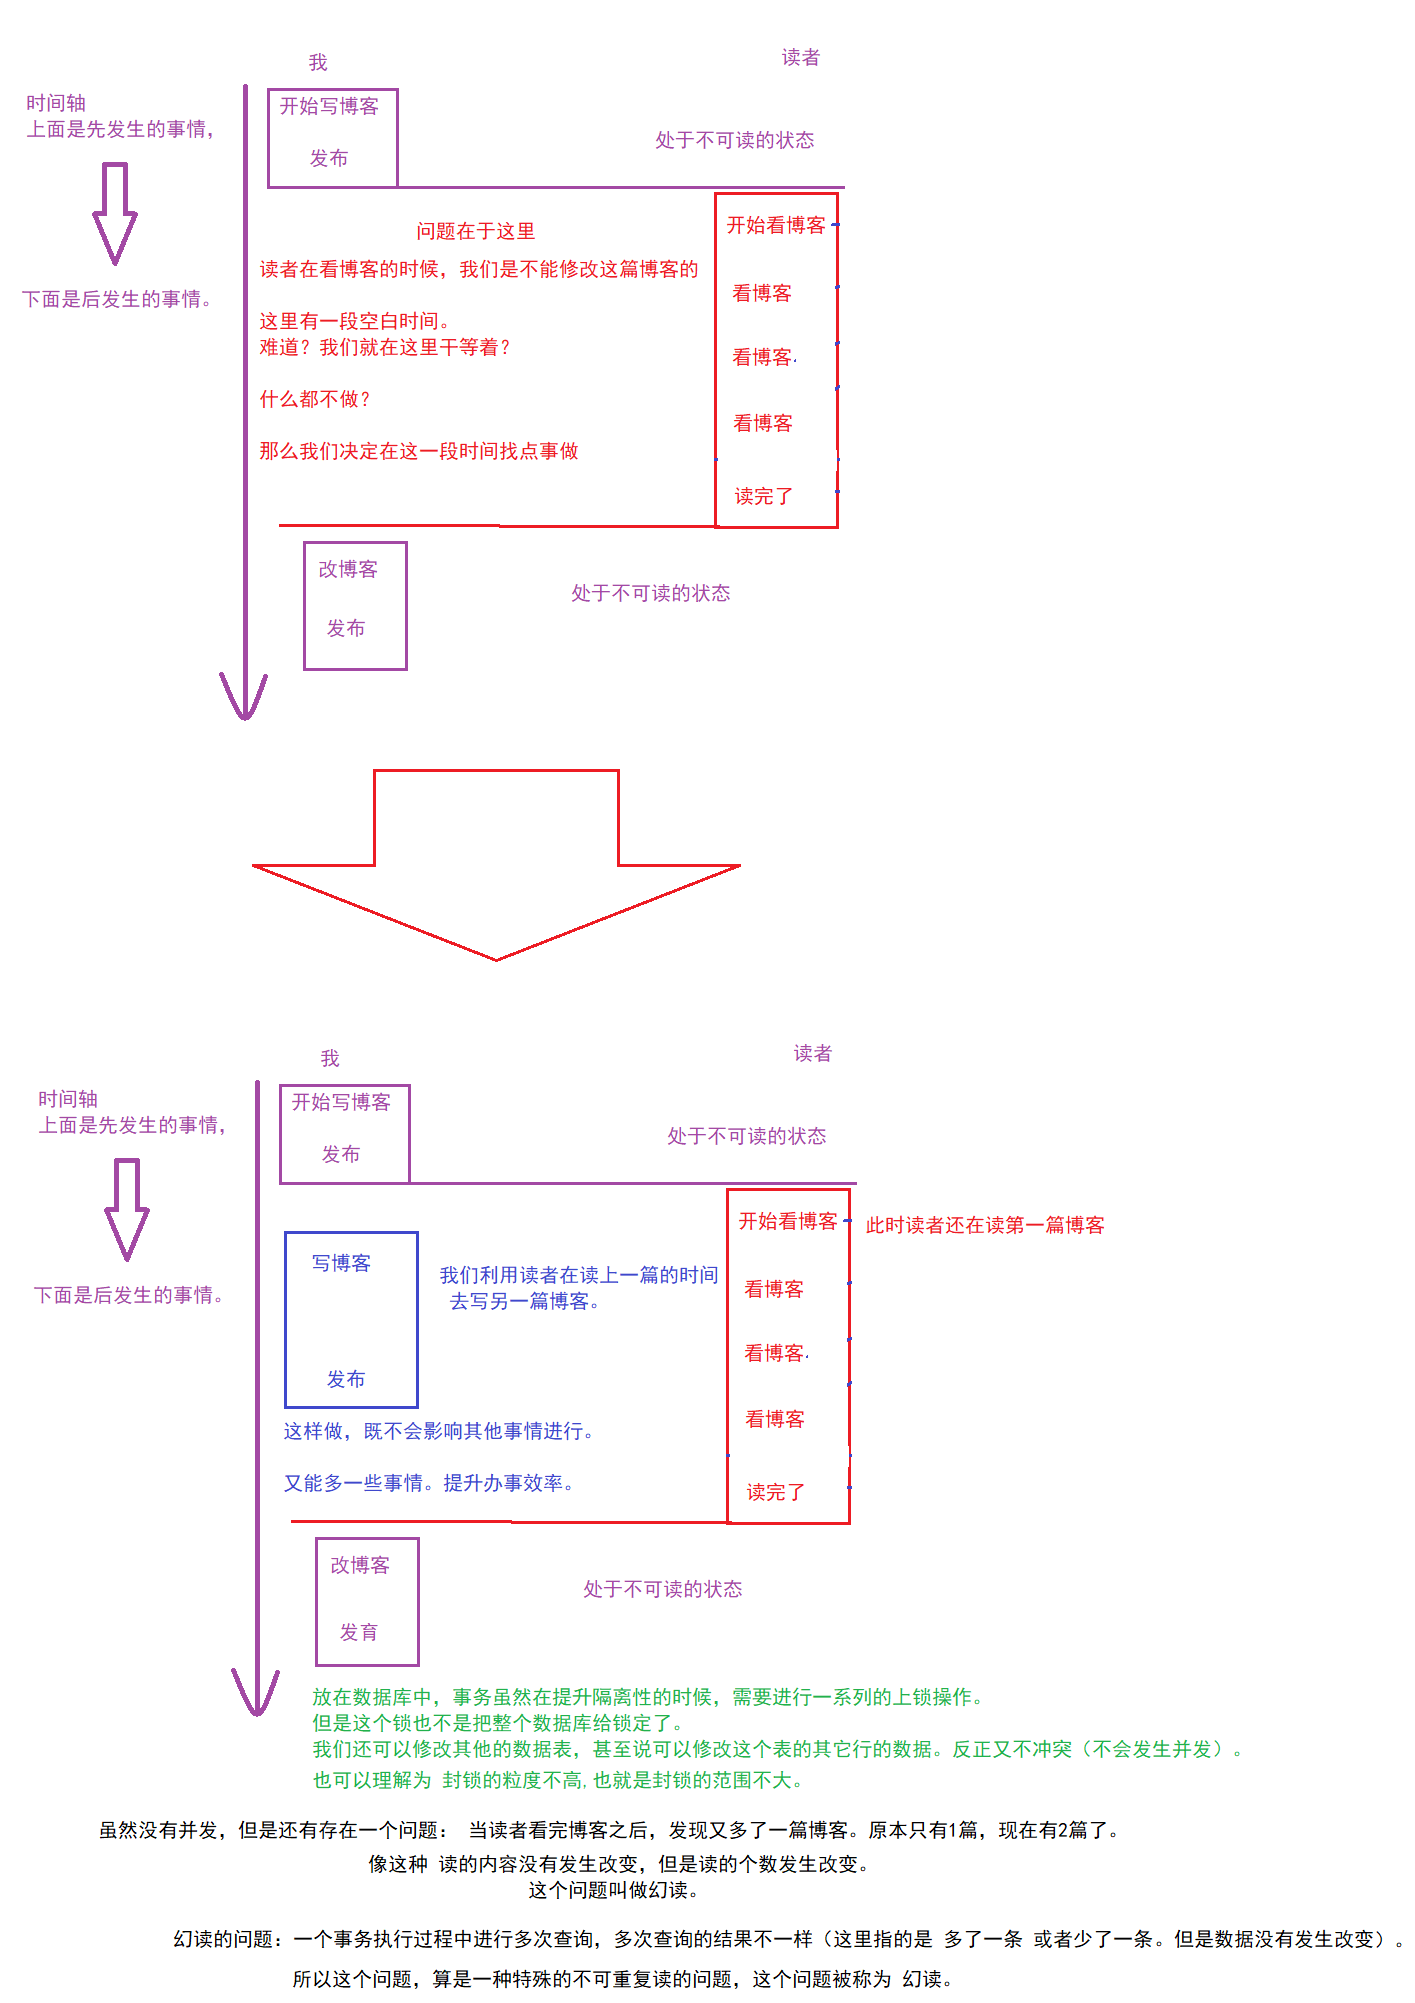 我
读者
时间轴
上面是先发生的事情，
下面是后发生的事情。
开始写博客
发布
处于不可读的状态
问题在于这里
读者在看博客的时候，我们是不能修改这篇博客的
这里有一段空白时间。
难道？我们就在这里干等着？
什么都不做？
那么我们决定在这一段时间找点事做
开始看博客
看博客
看博客
看博客
读完了
改博客
发布
处于不可读的状态
我
读者
时间轴
上面是先发生的事情，
下面是后发生的事情。
开始写博客
发布
处于不可读的状态
写博客
发布
我们利用读者在读上一篇的时间
去写另一篇博客。
开始看博客
此时读者还在读第一篇博客
看博客
看博客
看博客
读完了
这样做，既不会影响其他事情进行。
又能多一些事情。提升办事效率。
改博客
发育
处于不可读的状态
放在数据库中，事务虽然在提升隔离性的时候，需要进行一系列的上锁操作。
但是这个锁也不是把整个数据库给锁定了。
我们还可以修改其他的数据表，甚至说可以修改这个表的其它行的数据。反正又不冲突（不会发生并发）。
也可以理解为 封锁的粒度不高，也就是封锁的范围不大。
虽然没有并发，但是还有存在一个问题： 当读者看完博客之后，发现又多了一篇博客。原本只有1篇，现在有2篇了。
像这种 读的内容没有发生改变，但是读的个数发生改变。
这个问题叫做幻读。
幻读的问题：一个事务执行过程中进行多次查询，多次查询的结果不一样（这里指的是 多了一条 或者少了一条。但是数据没有发生改变）。
所以这个问题，算是一种特殊的不可重复读的问题，这个问题被称为 幻读。